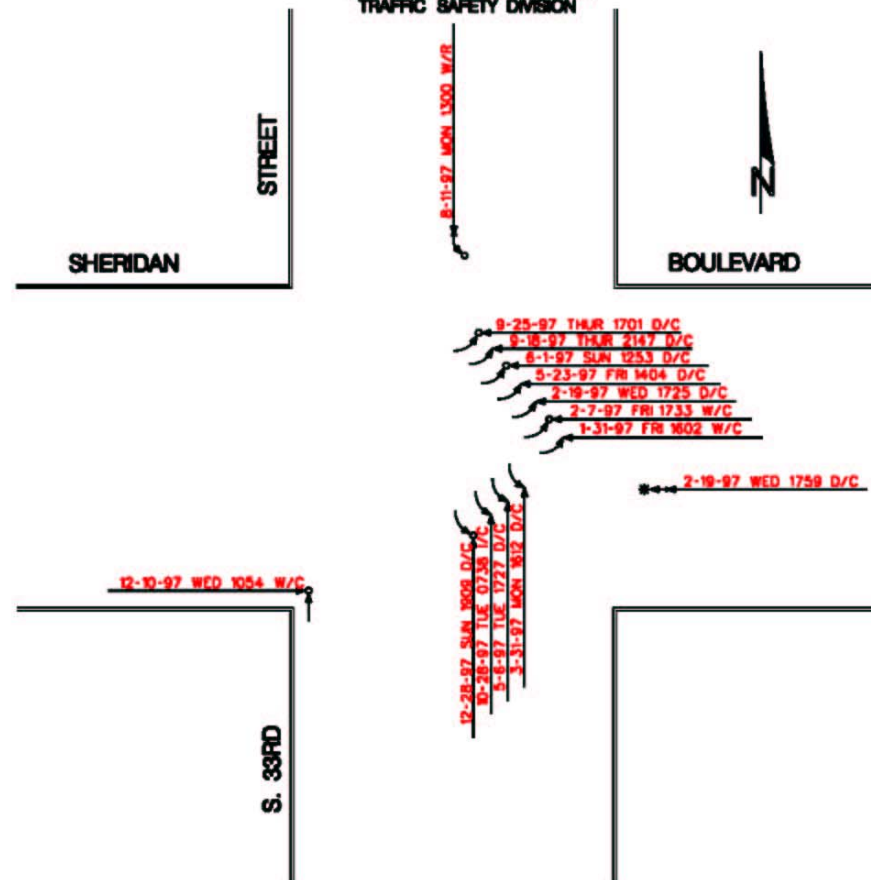 TRAFFIC SAFETY DIVISION
8-11-97 MON 1300 W/R
STREET
N
SHERIDAN
BOULEVARD
9-25-97 THUR 1701 D/C
9-18-97 THUR 2147 D/C
6-1-97 SUN 1253 D/C
5-23-97 FRI 1404 D/C
2-19-97 WED 1725 D/C
2-7-97 FRI 1733 W/C
1-31-97 FRI 1602 W/C
2-19-97 WED 1759 D/C
12-10-97 WED 1054 W/C
12-28-97 SUN 1909 D/C
10-28-97 TUE 0738 I/C
5-6-97 TUE 1727 D/C
3-31-97 MON 1612 D/C
S. 33RD